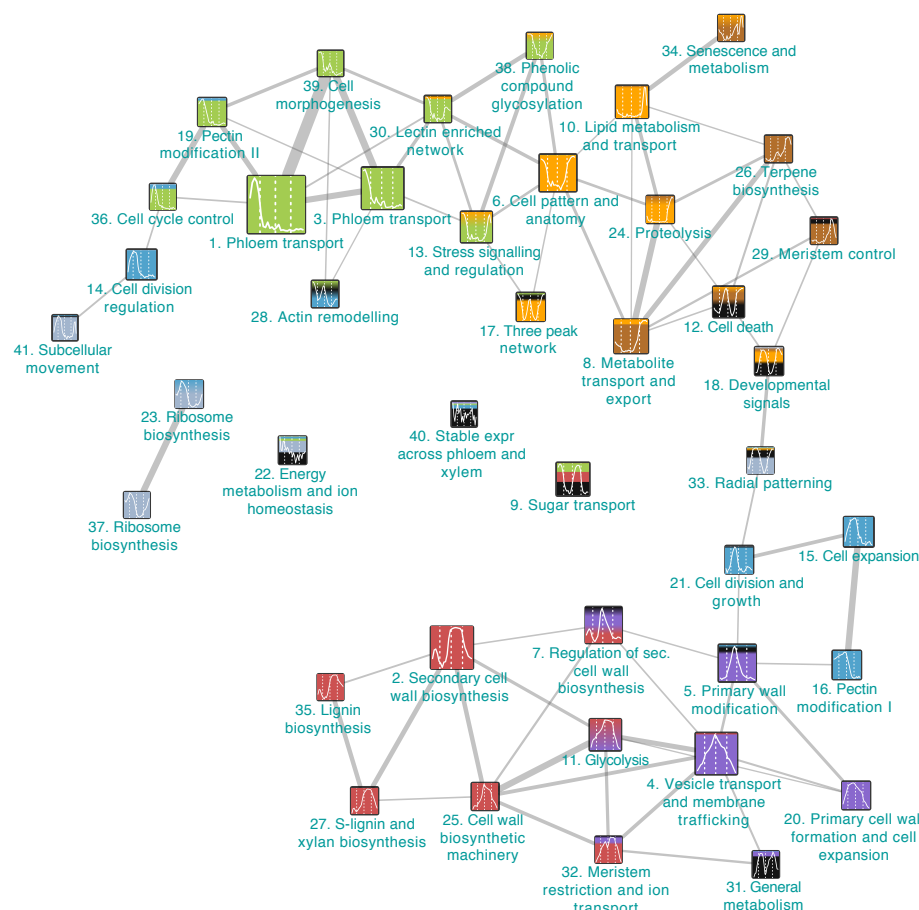 34. Senescence and
metabolism
38. Phenolic
compound
glycosylation
39. Cell
morphogenesis
10. Lipid metabolism
and transport
30. Lectin enriched
network
19. Pectin
modification II
26. Terpene
biosynthesis
6. Cell pattern and
anatomy
36. Cell cycle control
3. Phloem transport
1. Phloem transport
24. Proteolysis
13. Stress signalling
and regulation
29. Meristem control
14. Cell division
regulation
28. Actin remodelling
17. Three peak
network
12. Cell death
41. Subcellular
movement
8. Metabolite
transport and
export
18. Developmental
signals
23. Ribosome
biosynthesis
40. Stable expr
across phloem and
xylem
22. Energy
metabolism and ion
homeostasis
33. Radial patterning
9. Sugar transport
37. Ribosome
biosynthesis
15. Cell expansion
21. Cell division and
growth
7. Regulation of sec.
cell wall
biosynthesis
2. Secondary cell
wall biosynthesis
5. Primary wall
modification
16. Pectin
modification I
35. Lignin
biosynthesis
11. Glycolysis
4. Vesicle transport
and membrane
trafficking
27. S-lignin and
xylan biosynthesis
25. Cell wall
biosynthetic
machinery
20. Primary cell wal
formation and cell
expansion
32. Meristem
restriction and ion
transport
31. General
metabolism